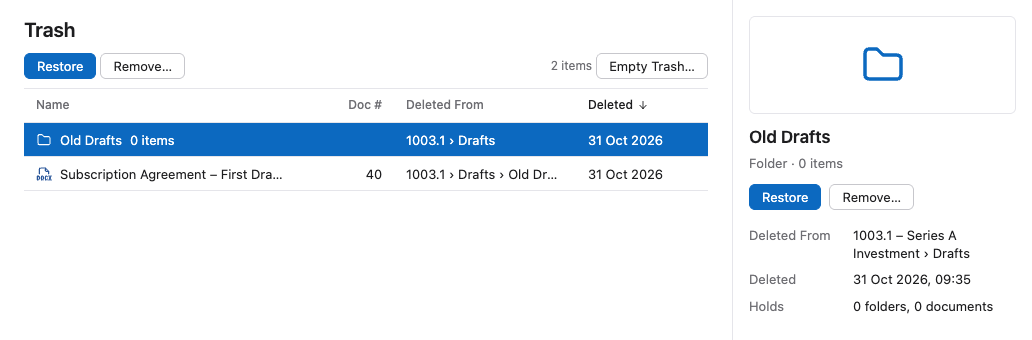 Trash
Restore Remove... 2 items Empty Trash...
Name Doc # Deleted From Deleted ↓
Old Drafts 0 items 1003.1 › Drafts 31 Oct 2026
DOCX Subscription Agreement – First Dra... 40 1003.1 › Drafts › Old Dr... 31 Oct 2026
Old Drafts
Folder · 0 items
Restore Remove...
Deleted From 1003.1 – Series A
Investment › Drafts
Deleted 31 Oct 2026, 09:35
Holds 0 folders, 0 documents